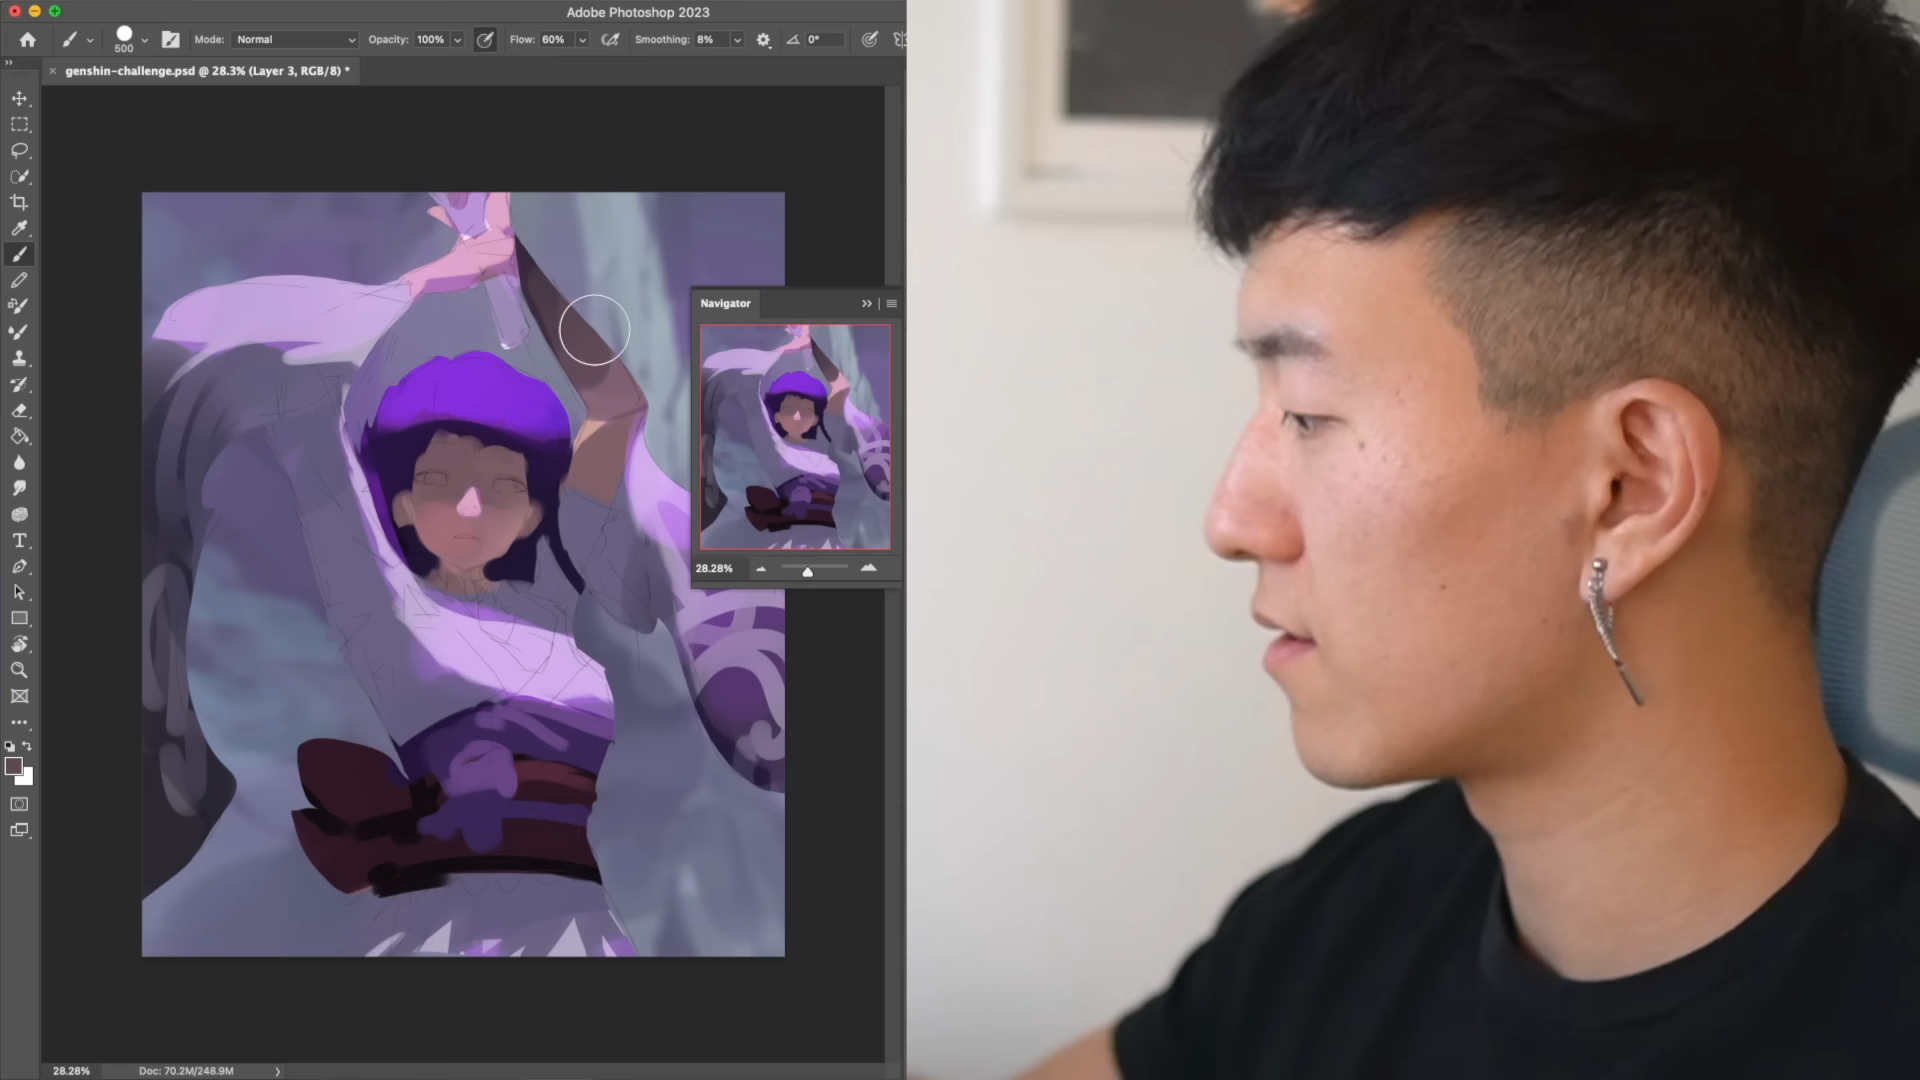 Adobe Photoshop 2023
500 Mode: Normal Opacity: 100% Flow: 60% Smoothing: 8% 0°
genshin-challenge.psd @ 28.3% (Layer 3, RGB/8) *
Navigator
28.28%
28.28% Doc: 70.2M/248.9M